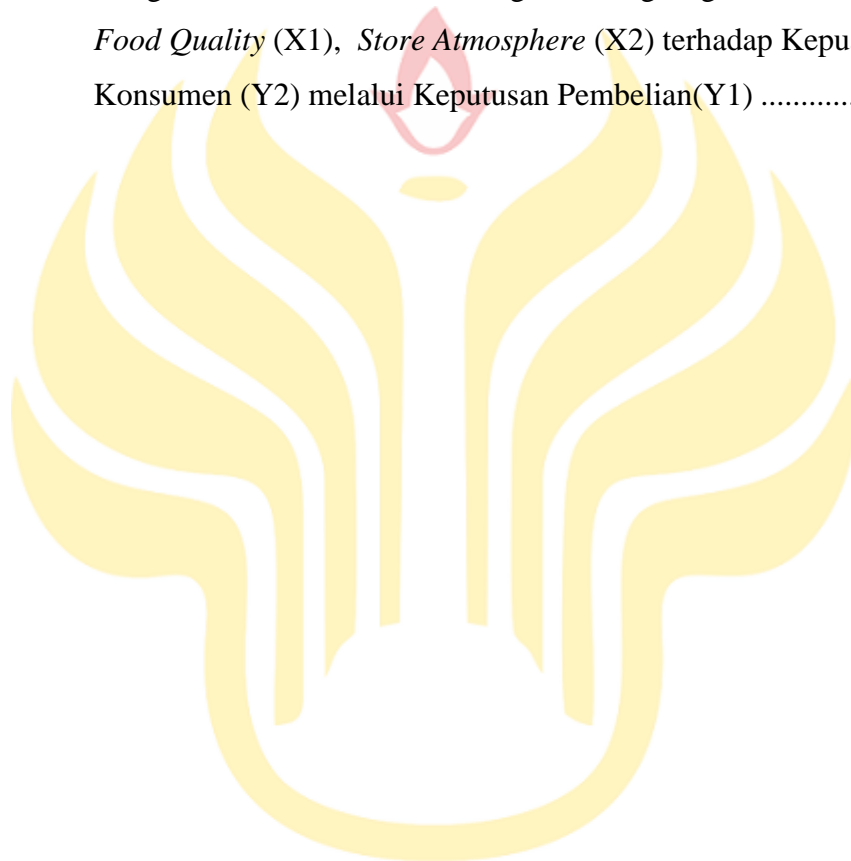 Food Quality (X1), Store Atmosphere (X2) terhadap Kepu
Konsumen (Y2) melalui Keputusan Pembelian(Y1) .............